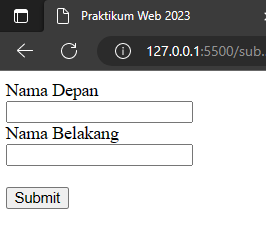 Praktikum Web 2023
127.0.0.1:5500/sub.
Nama Depan
Nama Belakang
Submit